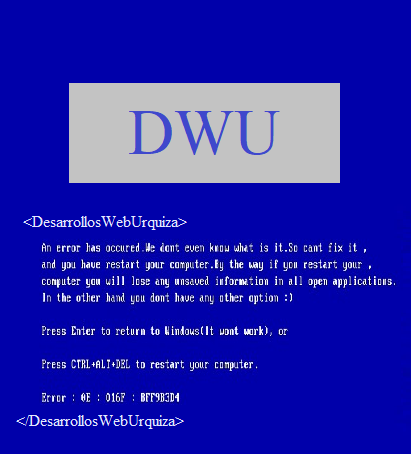 DWU
<DesarrollosWebUrquiza>
An error has occured.We dont even know what is it.So cant fix it ,
and you have restart your computer.By the way if you restart your ,
computer you will lose any unsaved information in all open applications.
In the other hand you dont have any other option :)
Press Enter to return to Windows(It wont work), or
Press CTRL+ALT+DEL to restart your computer.
Error : 0E : 016F : BFF9B3D4
</DesarrollosWebUrquiza>